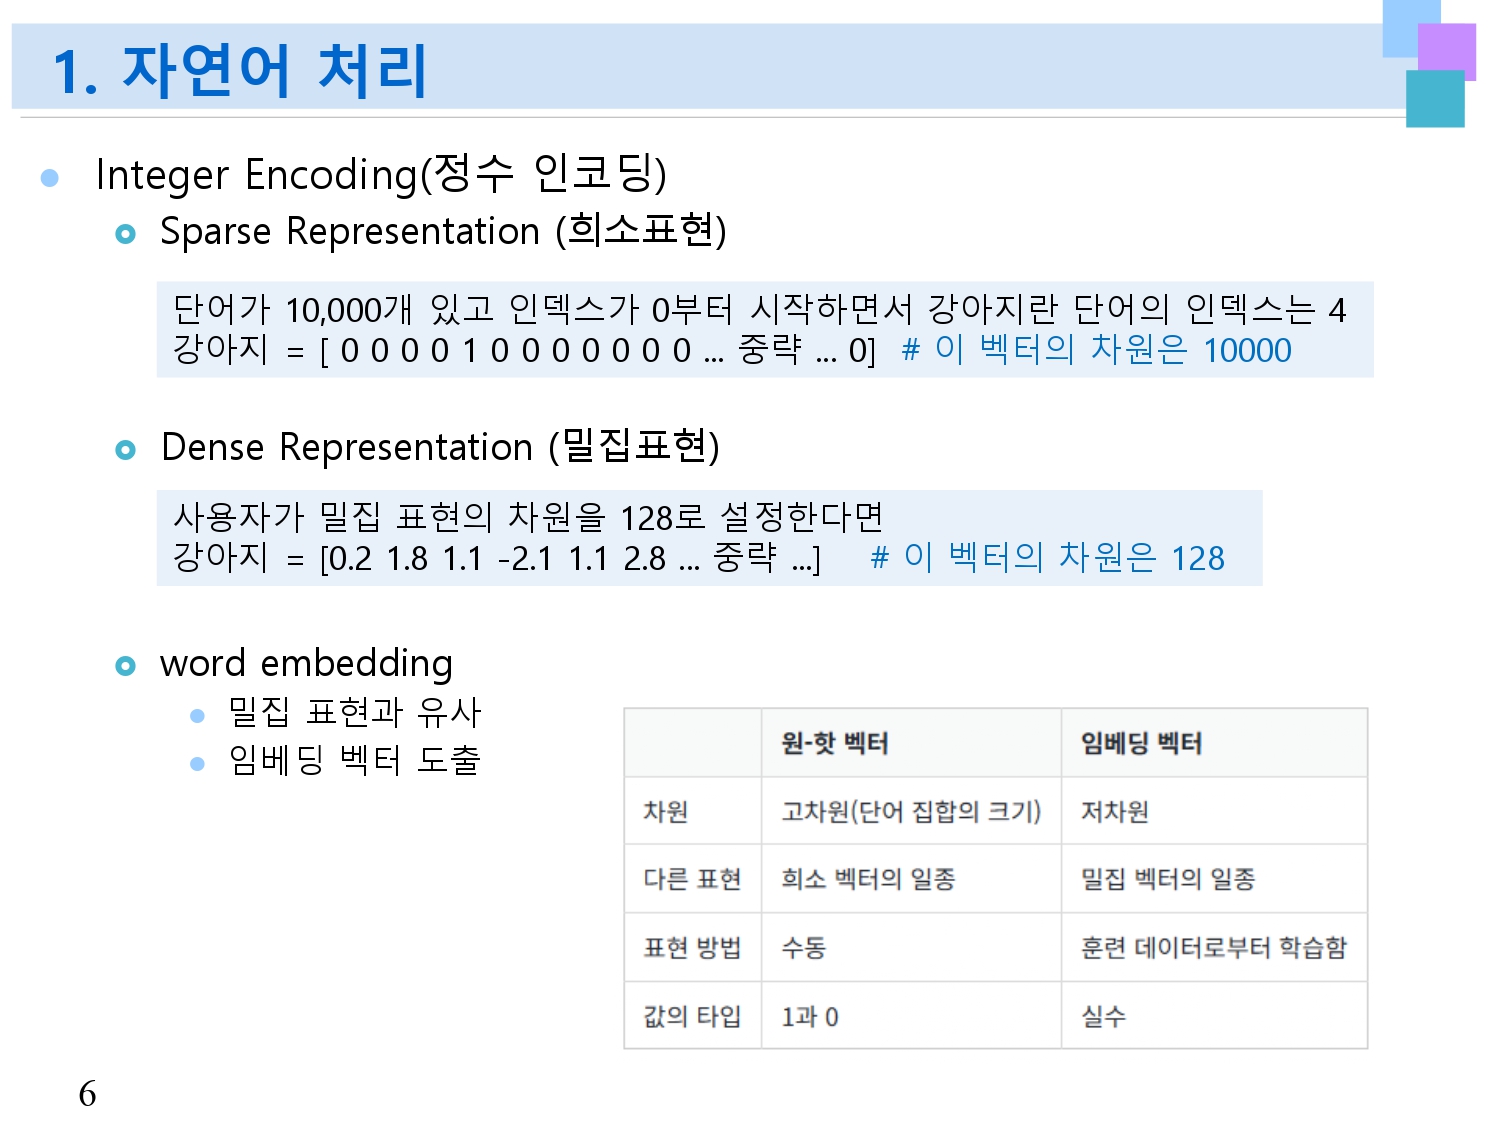 1. 자연어 처리
Integer Encoding(정수 인코딩)
Sparse Representation (희소표현)
단어가 10,000개 있고 인덱스가 0부터 시작하면서 강아지란 단어의 인덱스는 4
강아지 = [ 0 0 0 0 1 0 0 0 0 0 0 0 ... 중략 ... 0] # 이 벡터의 차원은 10000
Dense Representation (밀집표현)
사용자가 밀집 표현의 차원을 128로 설정한다면
강아지 = [0.2 1.8 1.1 -2.1 1.1 2.8 ... 중략 ...] # 이 벡터의 차원은 128
word embedding
밀집 표현과 유사
임베딩 벡터 도출
원-핫 벡터 임베딩 벡터
차원 고차원(단어 집합의 크기) 저차원
다른 표현 희소 벡터의 일종 밀집 벡터의 일종
표현 방법 수동 훈련 데이터로부터 학습함
값의 타입 1과 0 실수
6